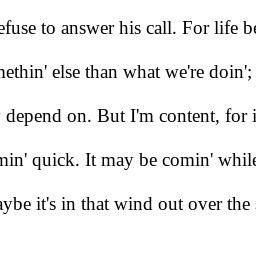 efuse to answer his call. For life be
nethin' else than what we're doin';
depend on. But I'm content, for i
min' quick. It may be comin' while
aybe it's in that wind out over the